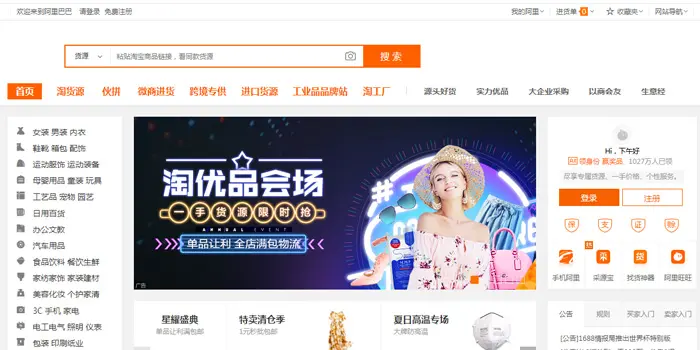 欢迎来到阿里巴巴 请登录 免费注册
我的阿里 进货单 0 收藏夹 网站导航
货源 粘贴淘宝商品链接，查同款货源 搜 索
首页 淘货源 伙拼 微商进货 跨境专供 进口货源 工业品品牌站 淘工厂 源头好货 实力优品 大企业采购 以商会友 生意经
女装 男装 内衣
鞋靴 箱包 配饰
运动服饰 运动装备
母婴用品 童装 玩具
工艺品 宠物 园艺
日用百货
办公文教
汽车用品
食品饮料 餐饮生鲜
家纺家饰 家装建材
美容化妆 个护家清
3C 手机 家电
电工电气 照明 仪表
包装 印刷纸业
淘优品会场
一手货源限时抢
ANNUAL EVENT
单品让利 全店满包物流
广告
Hi，下午好
领身份 赢奖品 1027万人已领
尽享专属货源、一手价格、个性服务。
登录 注册
保 支 证 赊
热
手机阿里 采源宝 找货神器 阿里旺旺
公告 规则 买家入门 卖家入门
[公告]1688情报局推出世界杯特别版
星耀盛典
单品让利满包邮
特卖清仓季
1元秒批包邮
夏日高温专场
大牌防高温